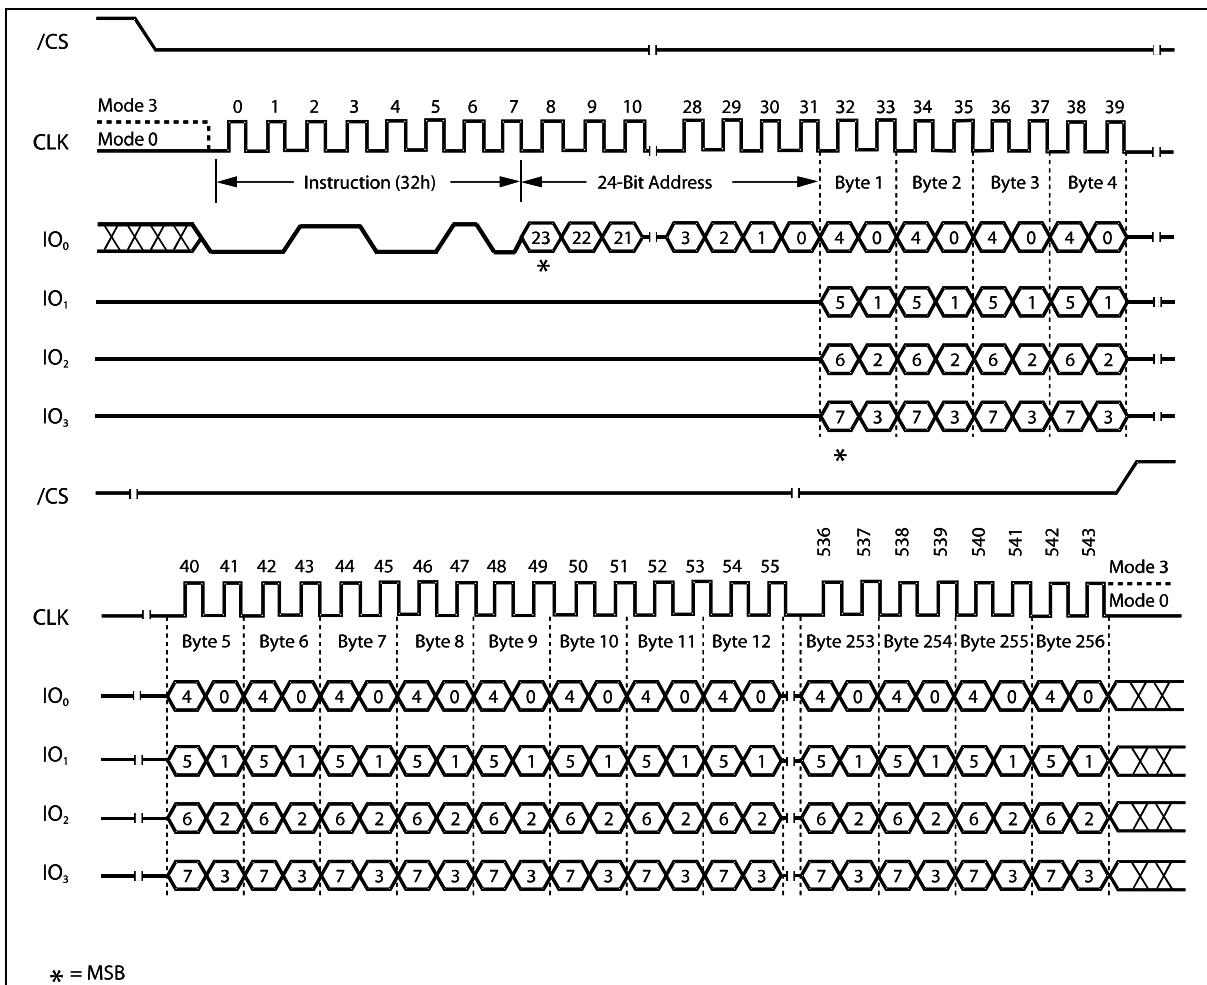 /CS
Mode 3
0 1 2 3 4 5 6 7 8 9 10 28 29 30 31 32 33 34 35 36 37 38 39
CLK
Mode 0
Instruction (32h) 24-Bit Address Byte 1 Byte 2 Byte 3 Byte 4
IO₀ 23 22 21 3 2 1 0 4 0 4 0 4 0 4 0
*
IO₁ 5 1 5 1 5 1 5 1
IO₂ 6 2 6 2 6 2 6 2
IO₃ 7 3 7 3 7 3 7 3
*
/CS
536 537 538 539 540 541 542 543
40 41 42 43 44 45 46 47 48 49 50 51 52 53 54 55 Mode 3
CLK Mode 0
Byte 5 Byte 6 Byte 7 Byte 8 Byte 9 Byte 10 Byte 11 Byte 12 Byte 253 Byte 254 Byte 255 Byte 256
IO₀ 4 0 4 0 4 0 4 0 4 0 4 0 4 0 4 0 4 0 4 0 4 0 4 0
IO₁ 5 1 5 1 5 1 5 1 5 1 5 1 5 1 5 1 5 1 5 1 5 1 5 1
IO₂ 6 2 6 2 6 2 6 2 6 2 6 2 6 2 6 2 6 2 6 2 6 2 6 2
IO₃ 7 3 7 3 7 3 7 3 7 3 7 3 7 3 7 3 7 3 7 3 7 3 7 3
* = MSB